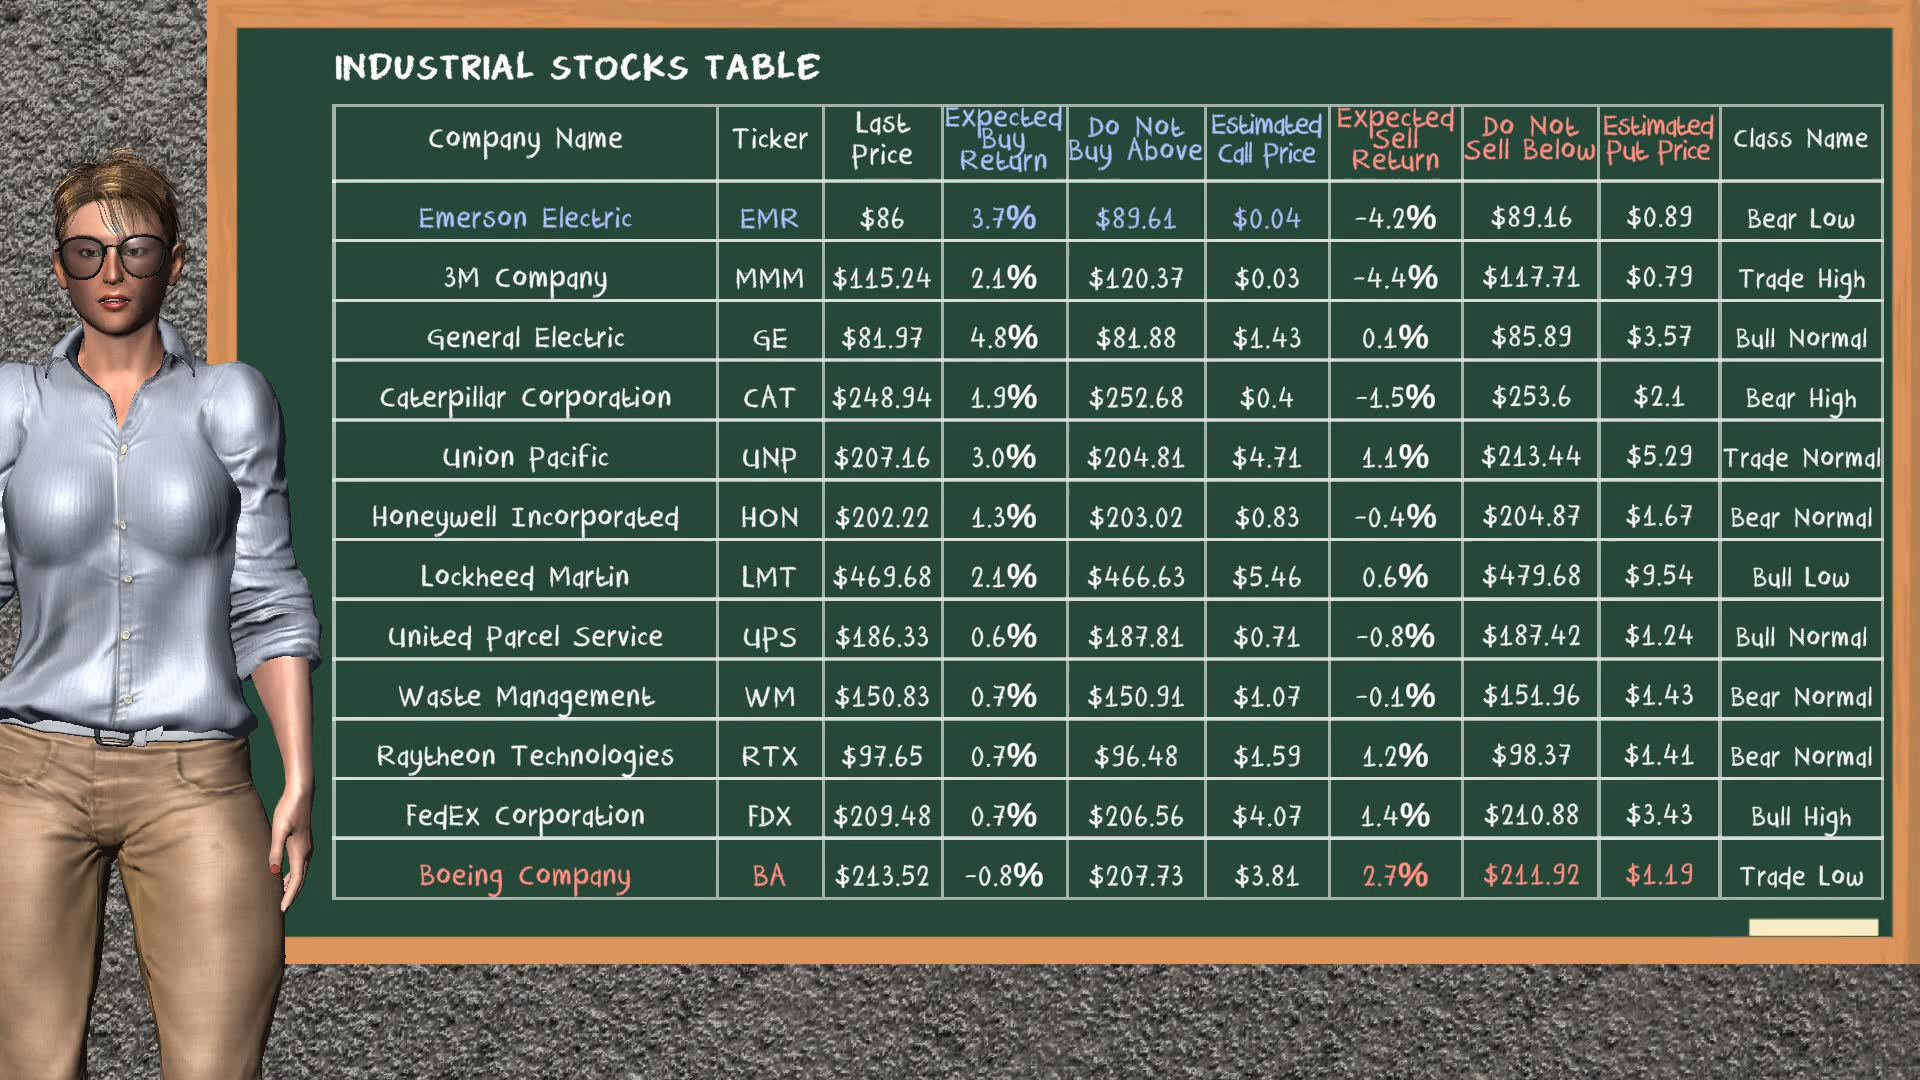 INDUSTRIAL STOCKS TABLE
Company Name Ticker Last Price Expected Buy Return Do Not Buy Above Estimated Call Price Expected Sell Return Do Not Sell Below Estimated Put Price Class Name
Emerson Electric EMR $86 3.7% $89.61 $0.04 -4.2% $89.16 $0.89 Bear Low
3M Company MMM $115.24 2.1% $120.37 $0.03 -4.4% $117.71 $0.79 Trade High
General Electric GE $81.97 4.8% $81.88 $1.43 0.1% $85.89 $3.57 Bull Normal
Caterpillar Corporation CAT $248.94 1.9% $252.68 $0.4 -1.5% $253.6 $2.1 Bear High
Union Pacific UNP $207.16 3.0% $204.81 $4.71 1.1% $213.44 $5.29 Trade Normal
Honeywell Incorporated HON $202.22 1.3% $203.02 $0.83 -0.4% $204.87 $1.67 Bear Normal
Lockheed Martin LMT $469.68 2.1% $466.63 $5.46 0.6% $479.68 $9.54 Bull Low
United Parcel Service UPS $186.33 0.6% $187.81 $0.71 -0.8% $187.42 $1.24 Bull Normal
Waste Management WM $150.83 0.7% $150.91 $1.07 -0.1% $151.96 $1.43 Bear Normal
Raytheon Technologies RTX $97.65 0.7% $96.48 $1.59 1.2% $98.37 $1.41 Bear Normal
FedEx Corporation FDX $209.48 0.7% $206.56 $4.07 1.4% $210.88 $3.43 Bull High
Boeing Company BA $213.52 -0.8% $207.73 $3.81 2.7% $211.92 $1.19 Trade Low